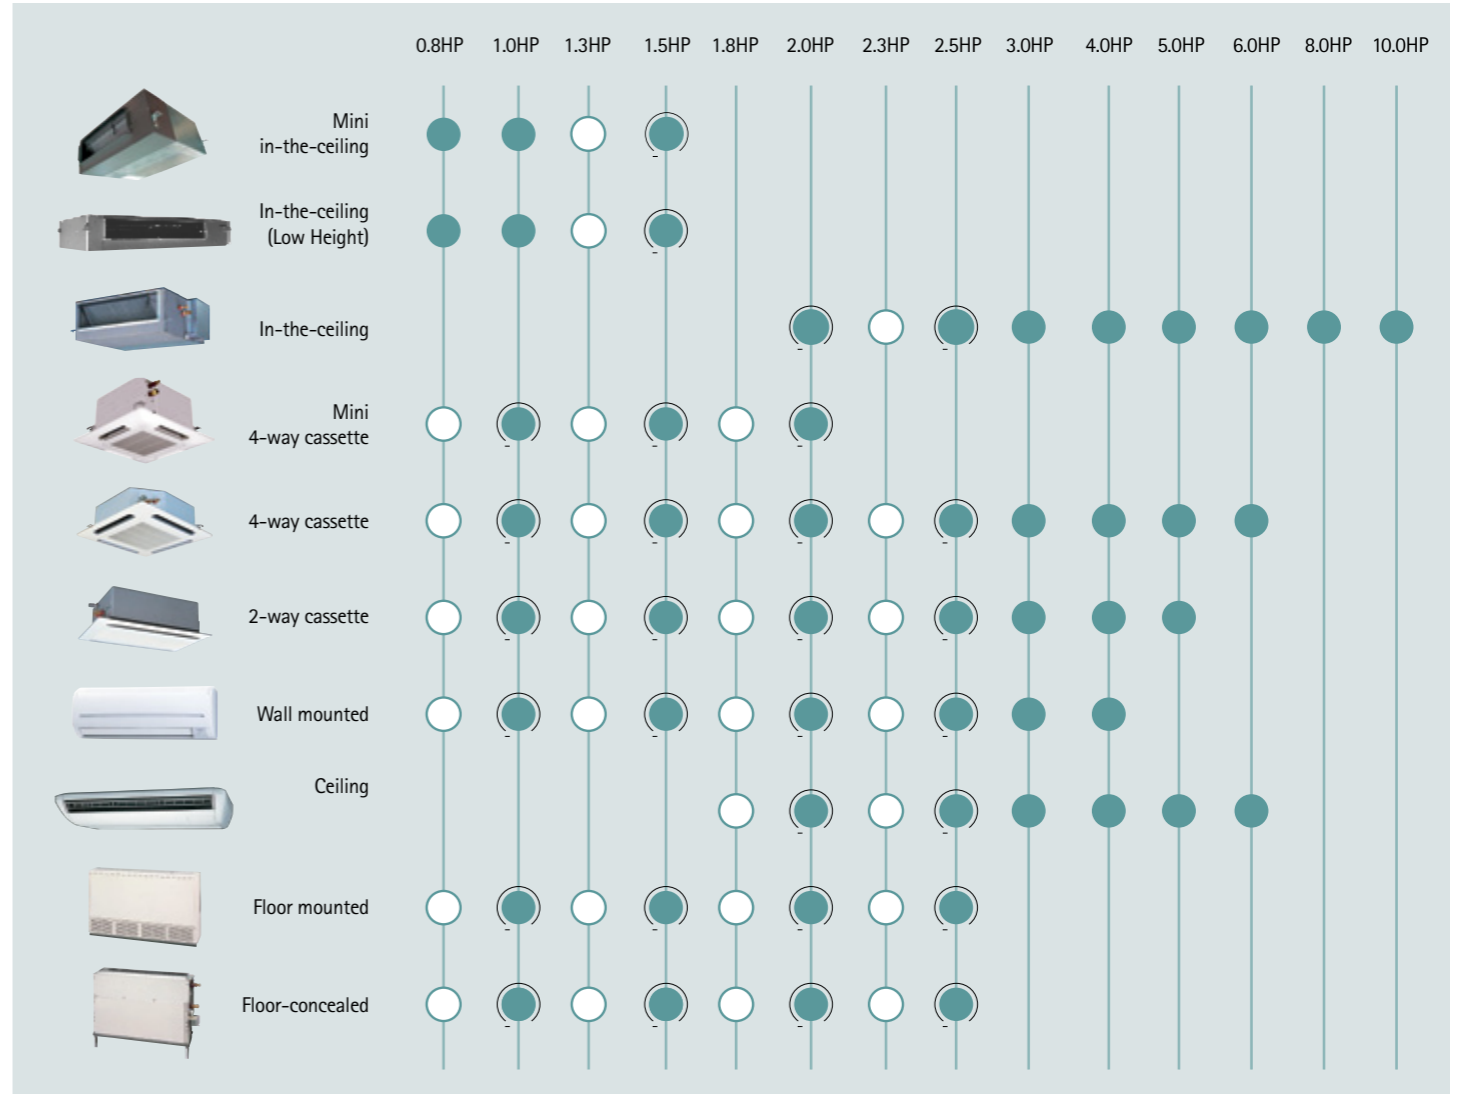 0.8HP 1.0HP 1.3HP 1.5HP 1.8HP 2.0HP 2.3HP 2.5HP 3.0HP 4.0HP 5.0HP 6.0HP 8.0HP 10.0HP
Mini
in-the-ceiling
In-the-ceiling
(Low Height)
In-the-ceiling
Mini
4-way cassette
4-way cassette
2-way cassette
Wall mounted
Ceiling
Floor mounted
Floor-concealed